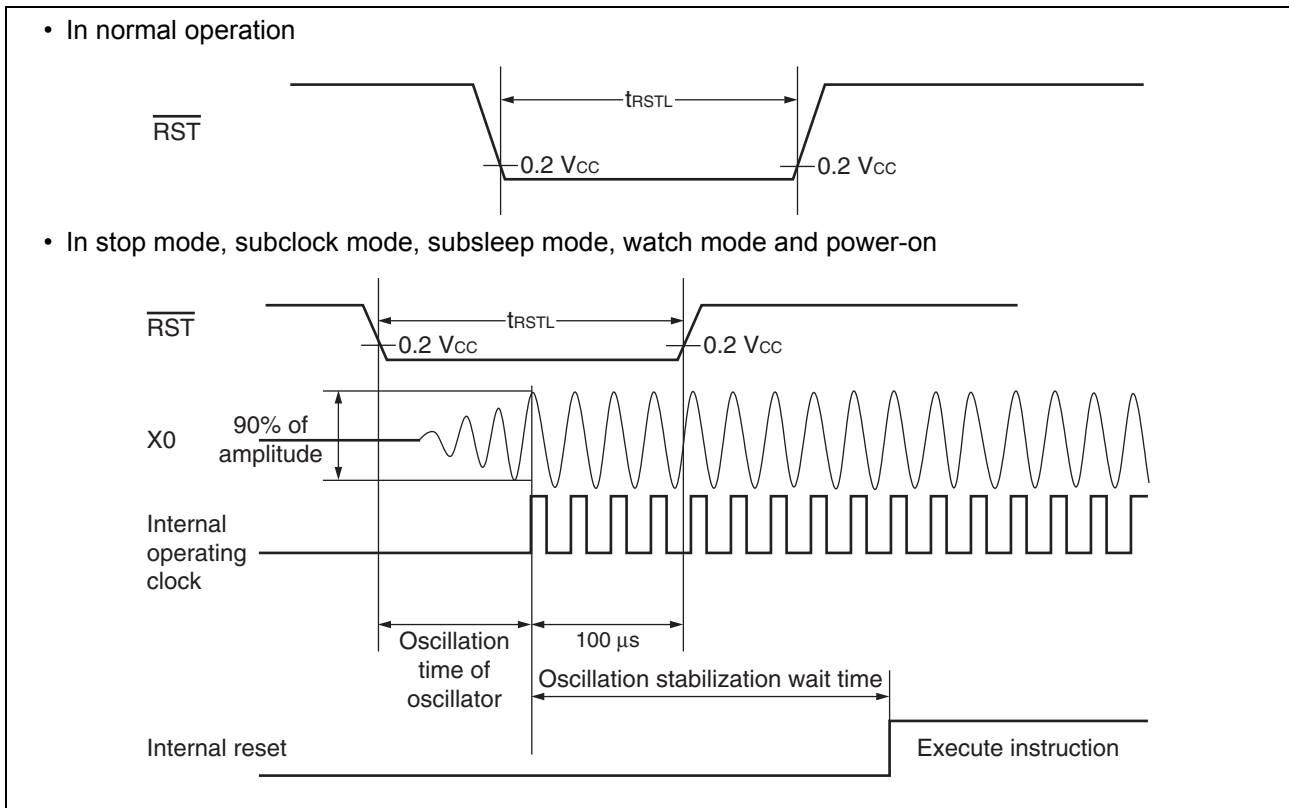 • In normal operation
tRSTL
RST
0.2 VCC
0.2 VCC
• In stop mode, subclock mode, subsleep mode, watch mode and power-on
RST
tRSTL
0.2 VCC
0.2 VCC
X0
90% of
amplitude
Internal
operating
clock
Oscillation
time of
oscillator
100 μs
Oscillation stabilization wait time
Internal reset
Execute instruction